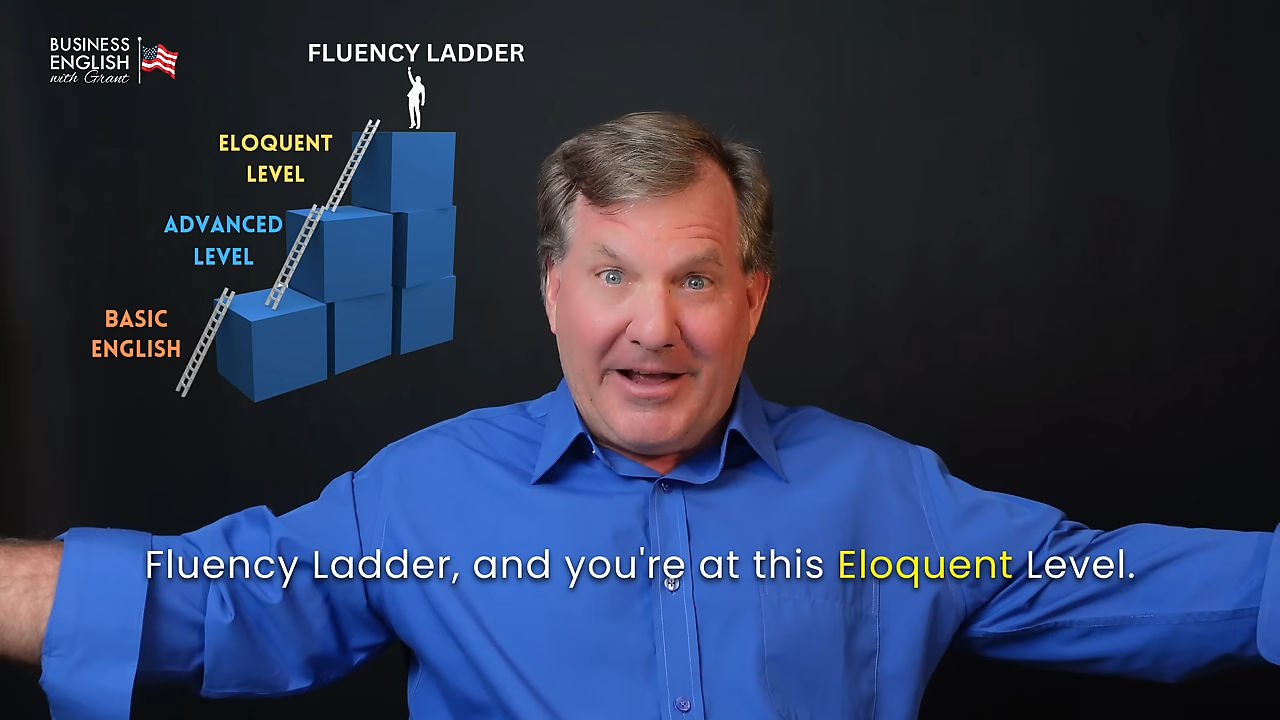 BUSINESS
ENGLISH
with Grant
FLUENCY LADDER
ELOQUENT
LEVEL
ADVANCED
LEVEL
BASIC
ENGLISH
Fluency Ladder, and you're at this Eloquent Level.